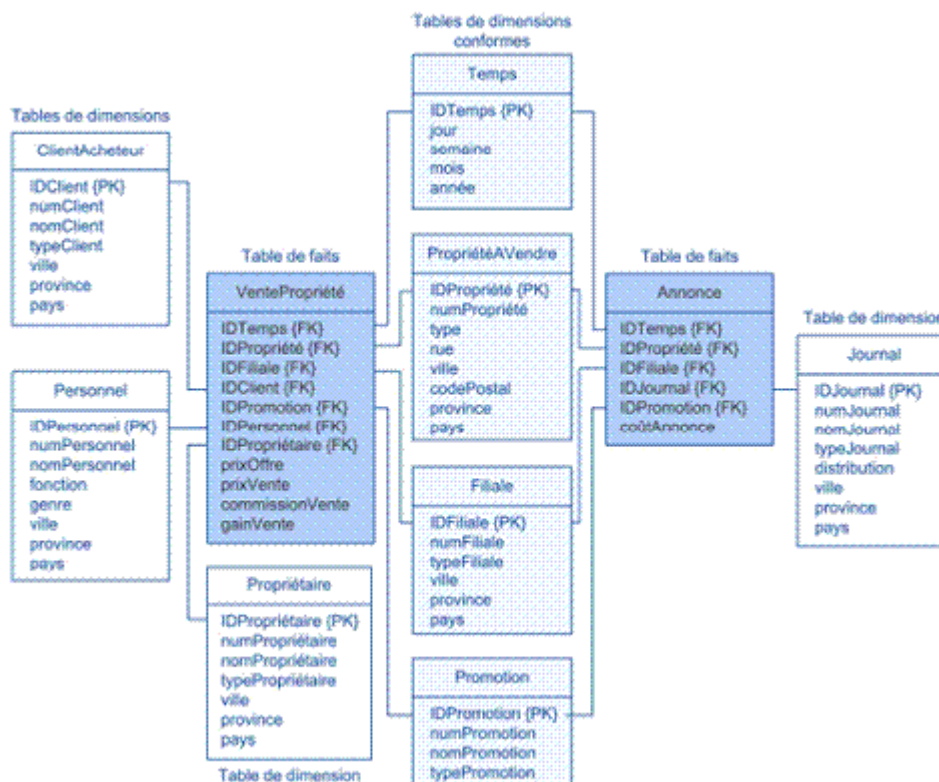 Tables de dimensions
conformes
Temps
IDTemps {PK}
jour
semaine
mois
année
Tables de dimensions
ClientAcheteur
IDClient {PK}
numClient
nomClient
typeClient
ville
province
pays
Table de faits
VentePropriété
IDTemps {FK}
IDPropriété {FK}
IDFiliale {FK}
IDClient {FK}
IDPromotion {FK}
IDPersonnel {FK}
IDPropriétaire {FK}
prixOffre
prixVente
commissionVente
gainVente
PropriétéAVendre
IDPropriété {PK}
numPropriété
type
rue
ville
codePostal
province
pays
Table de faits
Annonce
IDTemps {FK}
IDPropriété {FK}
IDFiliale {FK}
IDJournal {FK}
IDPromotion {FK}
coûtAnnonce
Table de dimension
Journal
IDJournal {PK}
numJournal
nomJournal
typeJournal
distribution
ville
province
pays
Personnel
IDPersonnel {PK}
numPersonnel
nomPersonnel
fonction
genre
ville
province
pays
Filiale
IDFiliale {PK}
numFiliale
typeFiliale
ville
province
pays
Propriétaire
IDPropriétaire {PK}
numPropriétaire
nomPropriétaire
typePropriétaire
ville
province
pays
Table de dimension
Promotion
IDPromotion {PK}
numPromotion
nomPromotion
typePromotion